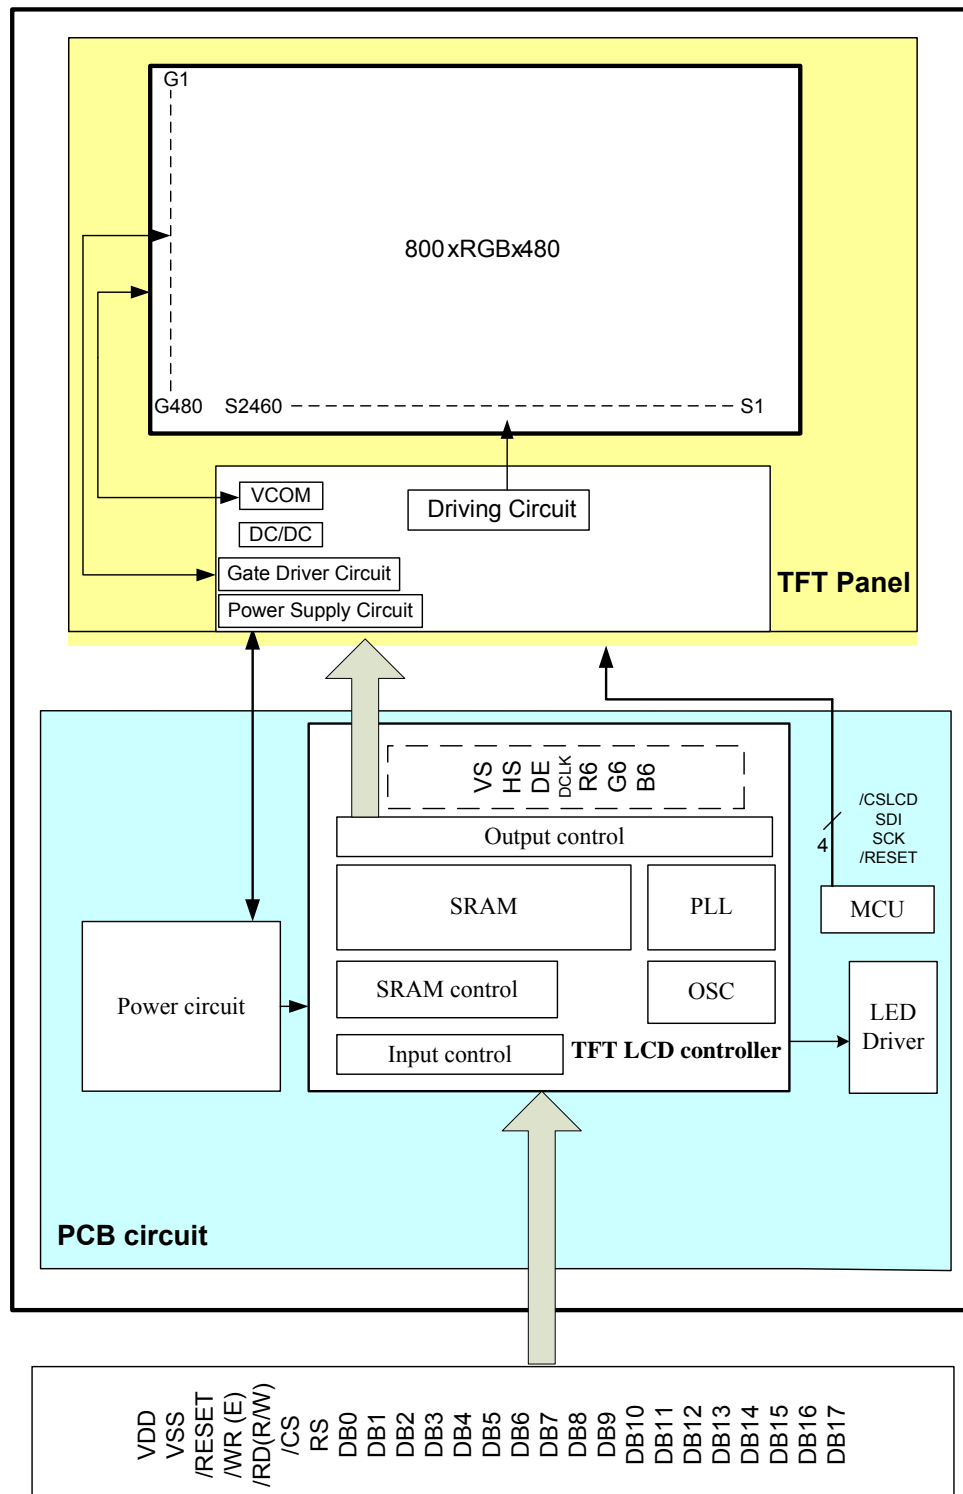 G1
800xRGBx480
G480 S2460 S1
VCOM
Driving Circuit
DC/DC
Gate Driver Circuit
Power Supply Circuit
TFT Panel
VS
HS
DE
DCLK
R6
G6
B6
/CSLCD
SDI
SCK
/RESET
4
Output control
SRAM
PLL
MCU
Power circuit
SRAM control
OSC
LED
Driver
Input control
TFT LCD controller
PCB circuit
VDD
VSS
/RESET
/WR (E)
/RD(R/W)
/CS
RS
DB0
DB1
DB2
DB3
DB4
DB5
DB6
DB7
DB8
DB9
DB10
DB11
DB12
DB13
DB14
DB15
DB16
DB17